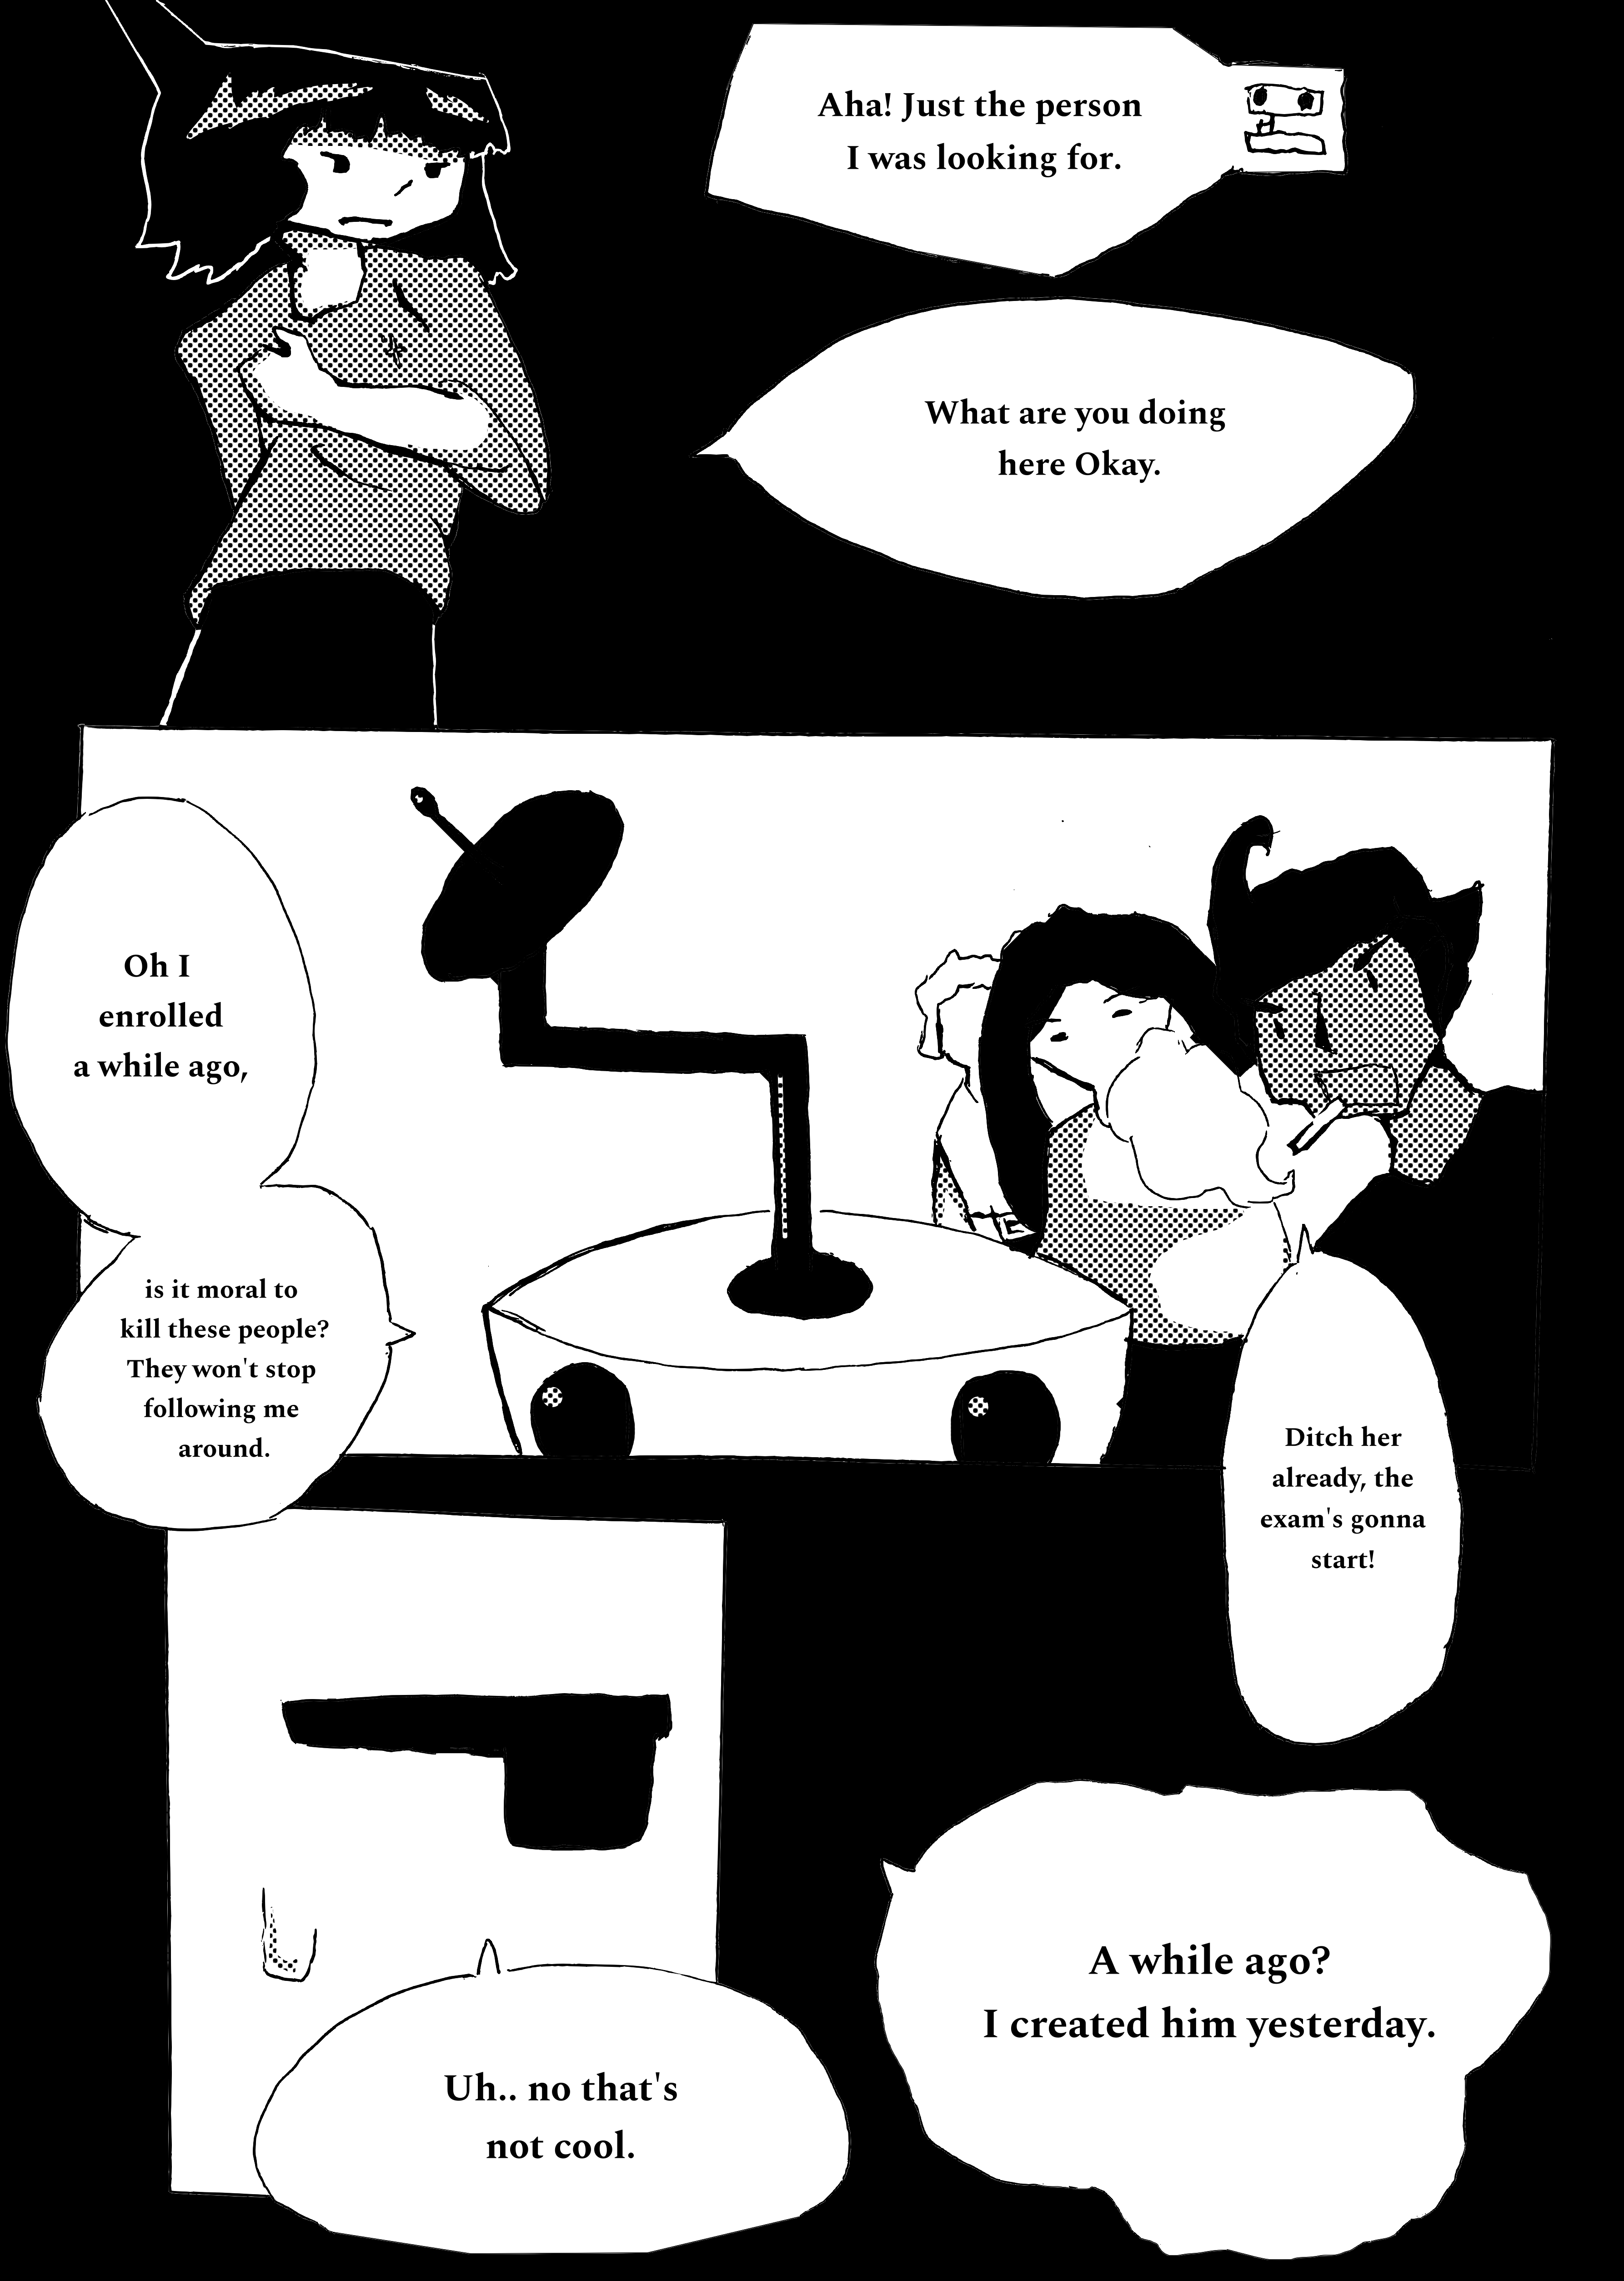 Aha! Just the person
I was looking for.
What are you doing
here Okay.
Oh I
enrolled
a while ago,
is it moral to
kill these people?
They won't stop
following me
around.
Ditch her
already, the
exam's gonna
start!
A while ago?
I created him yesterday.
Uh.. no that's
not cool.